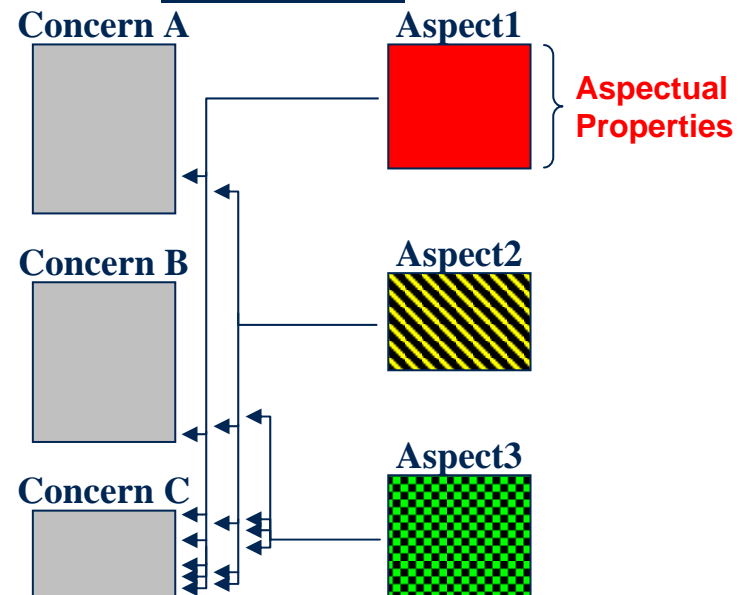 Concern A
Aspect1
Aspectual
Properties
Concern B
Aspect2
Concern C
Aspect3